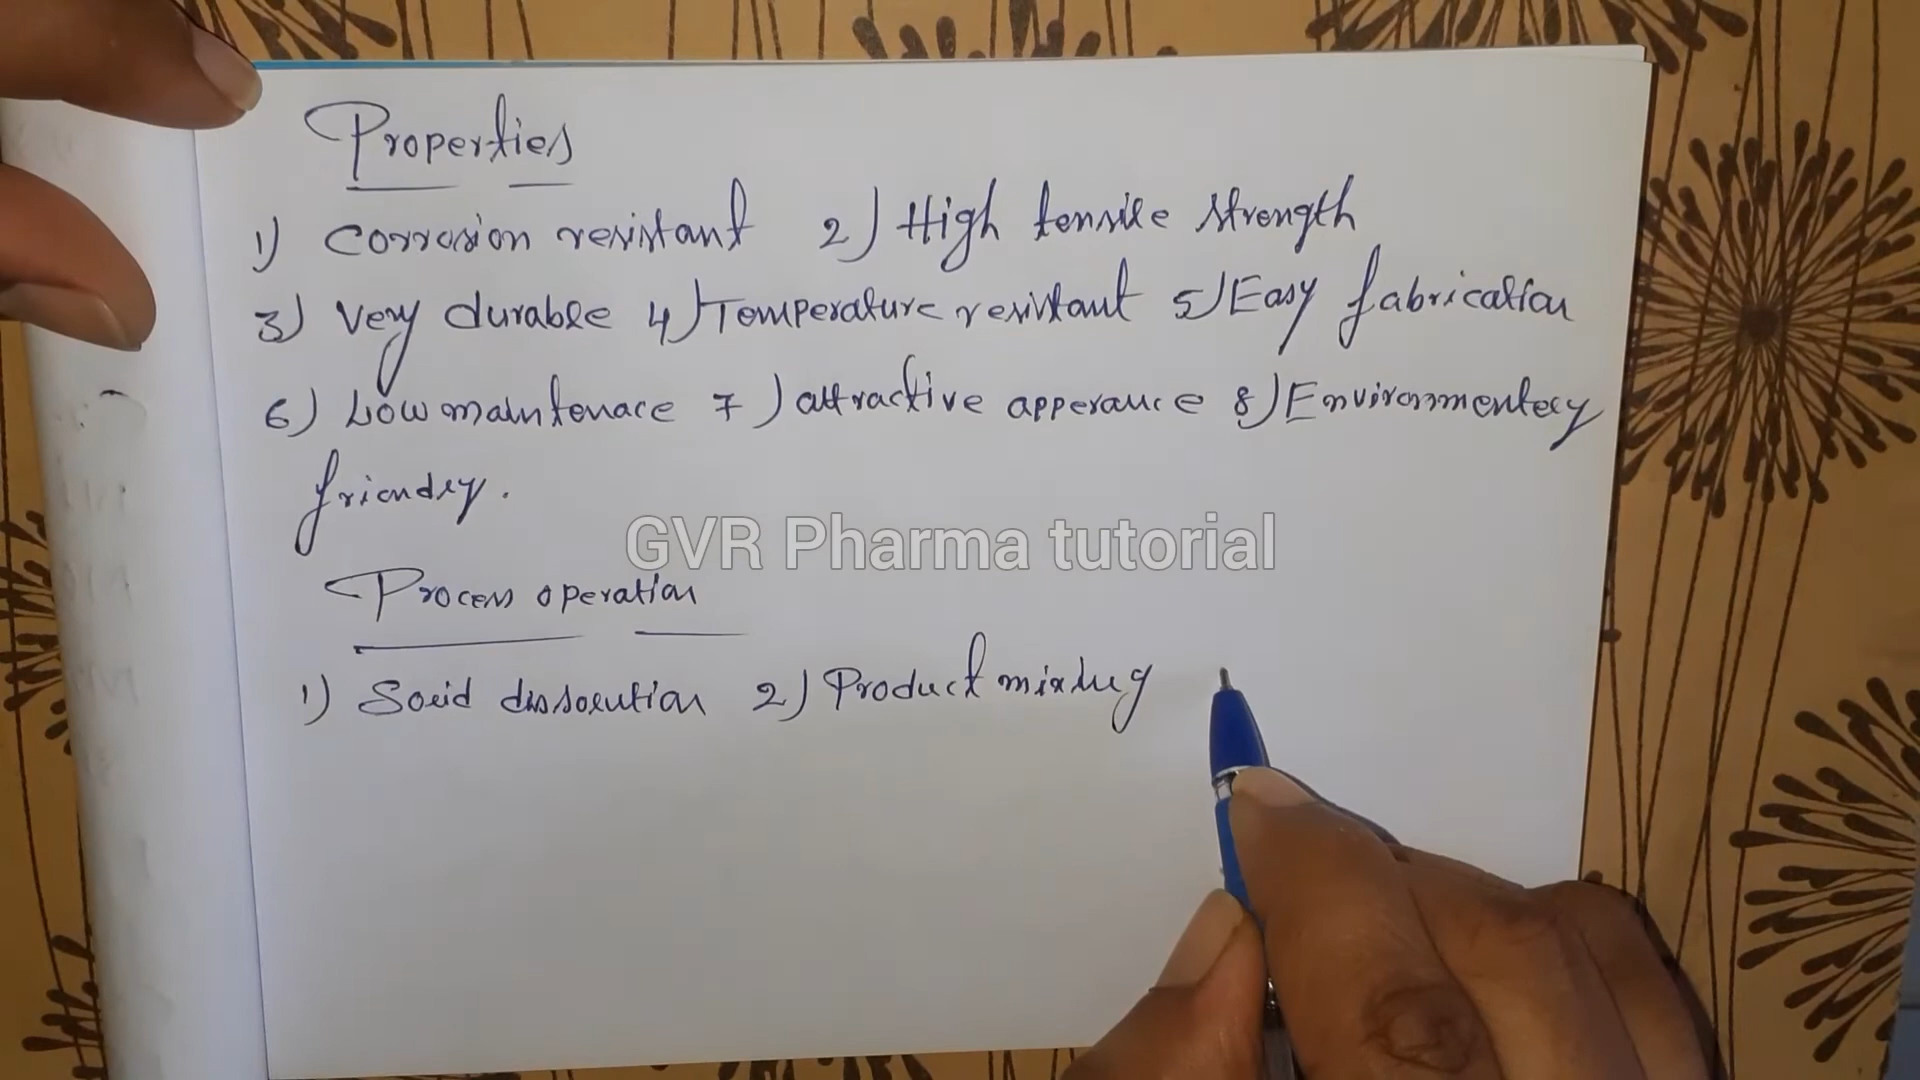 Properties
1) Corrosion resistant 2) High tensile strength
3) Very durable 4) Temperature resistant 5) Easy fabrication
6) Low maintenace 7) attractive apperance 8) Environmentely
friendly.
GVR Pharma tutorial
Process operation
1) Solid dissolution 2) Product mixing